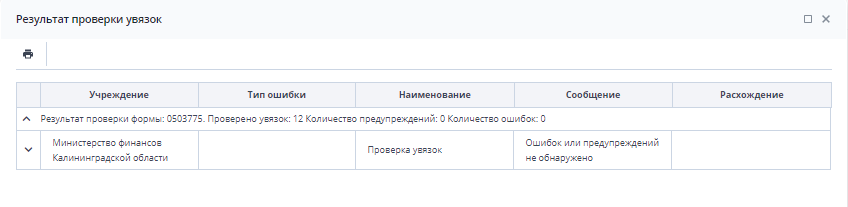 Результат проверки увязок
Учреждение Тип ошибки Наименование Сообщение Расхождение
Результат проверки формы: 0503775. Проверено увязок: 12 Количество предупреждений: 0 Количество ошибок: 0
Министерство финансов
Калининградской области
Проверка увязок
Ошибок или предупреждений
не обнаружено